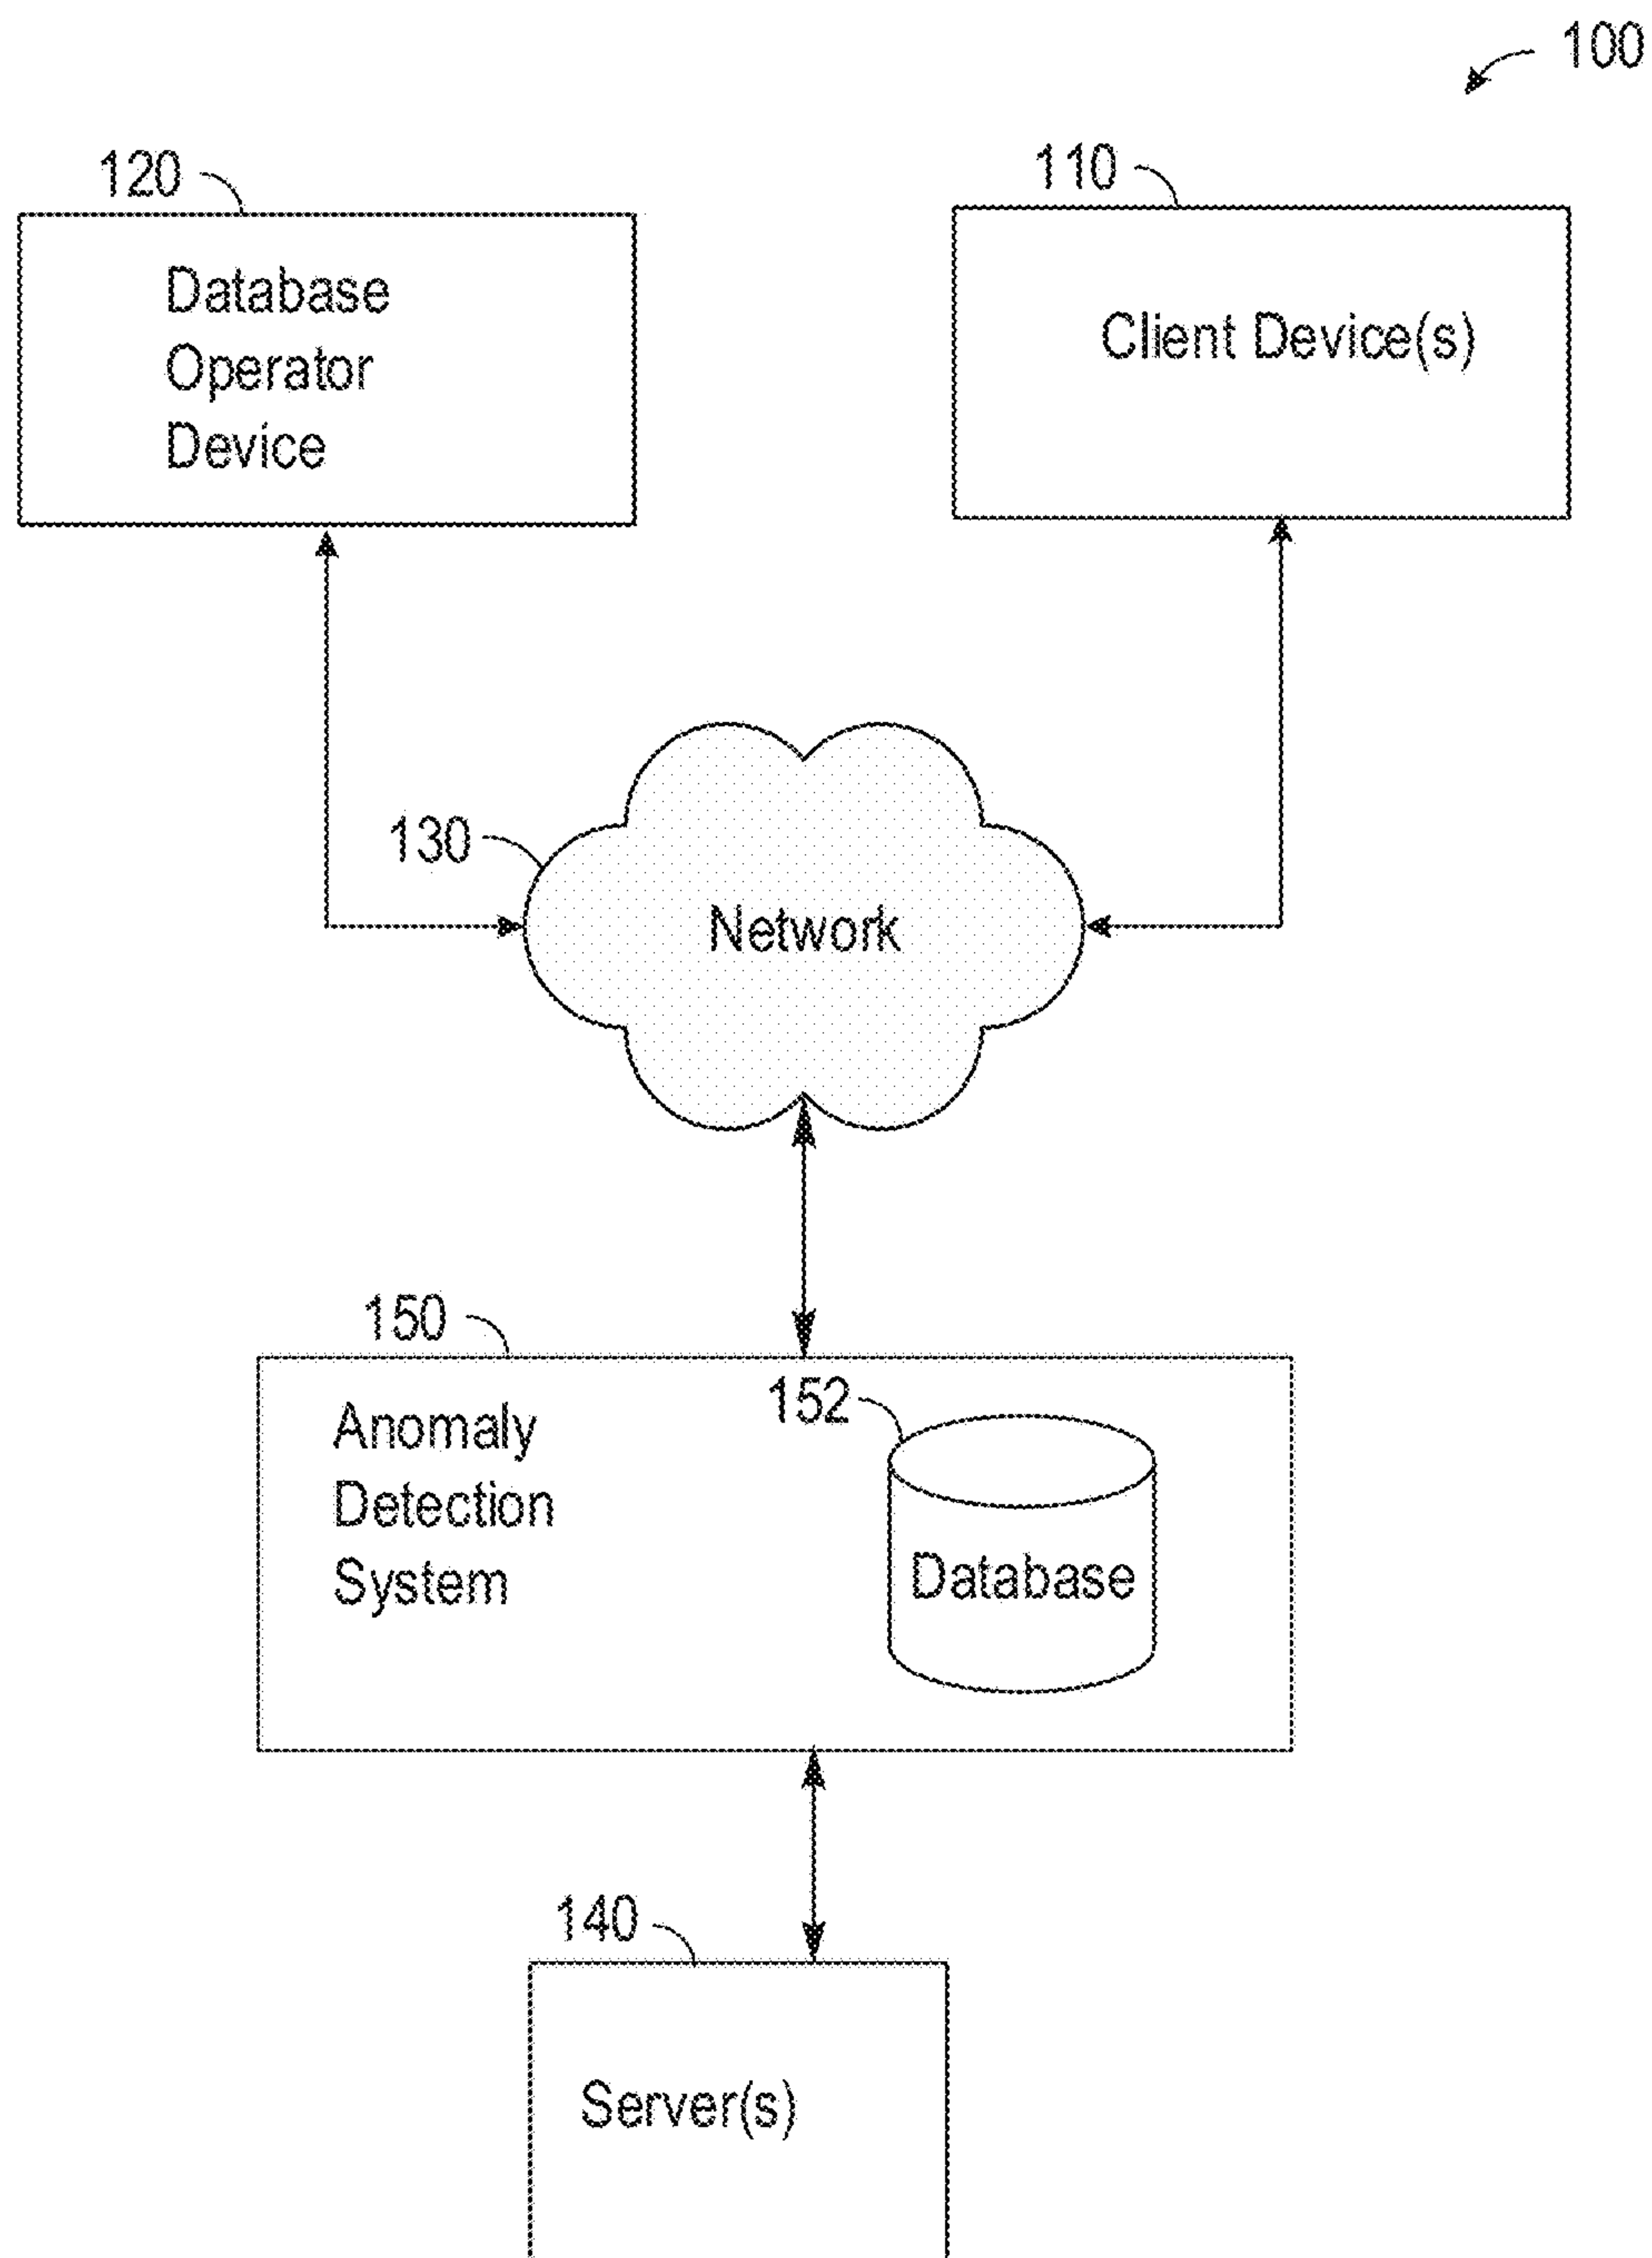 100
120
110
Database
Operator
Device
Client Device(s)
130
Network
150
152
Anomaly
Detection
System
Database
140
Server(s)